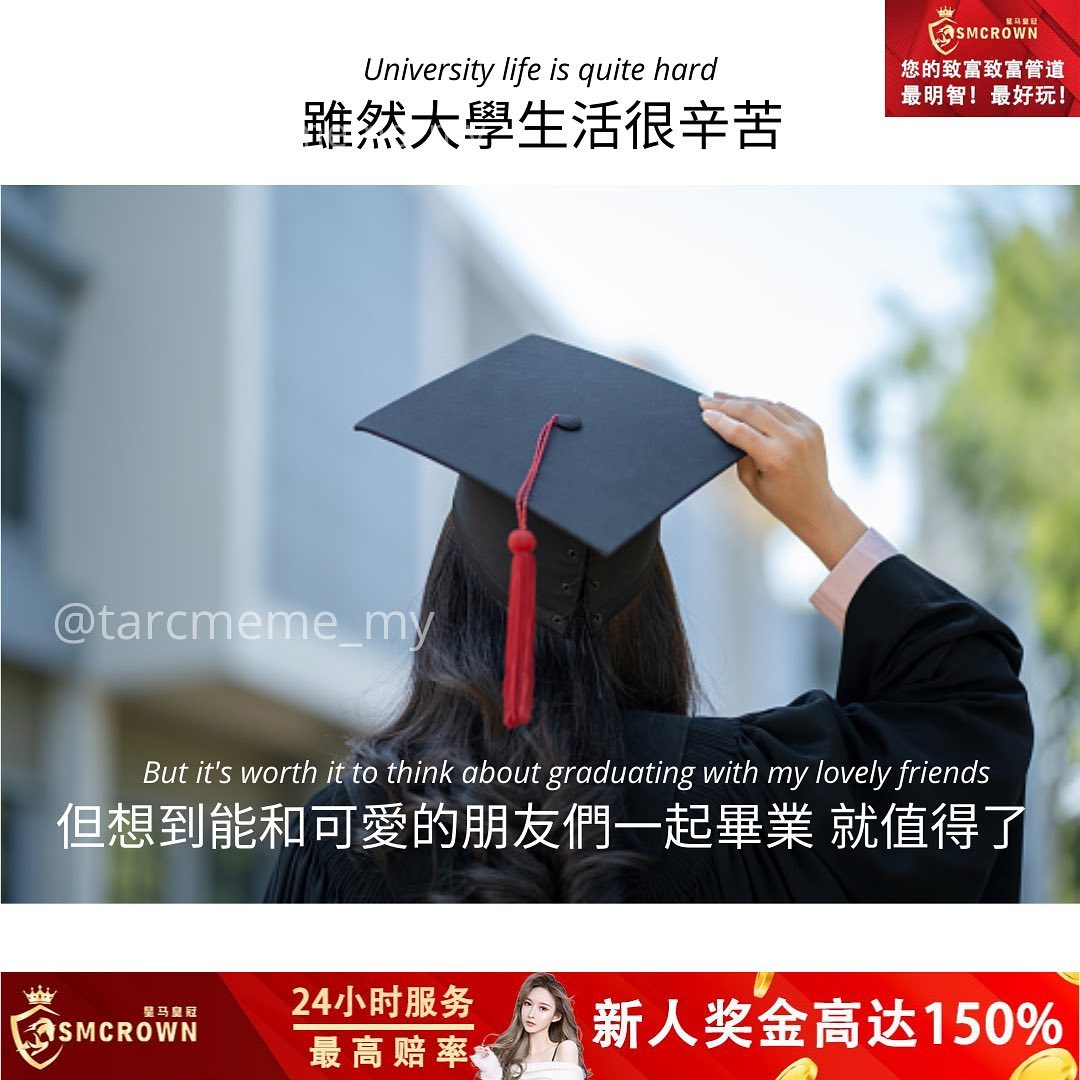 University life is quite hard
雖然大學生活很辛苦
星马皇冠
SMCROWN
您的致富致富管道
最明智！最好玩！
@tarcmeme_my
But it's worth it to think about graduating with my lovely friends
但想到能和可愛的朋友們一起畢業 就值得了
星马皇冠
SMCROWN
24小时服务
最高赔率
新人奖金高达150%